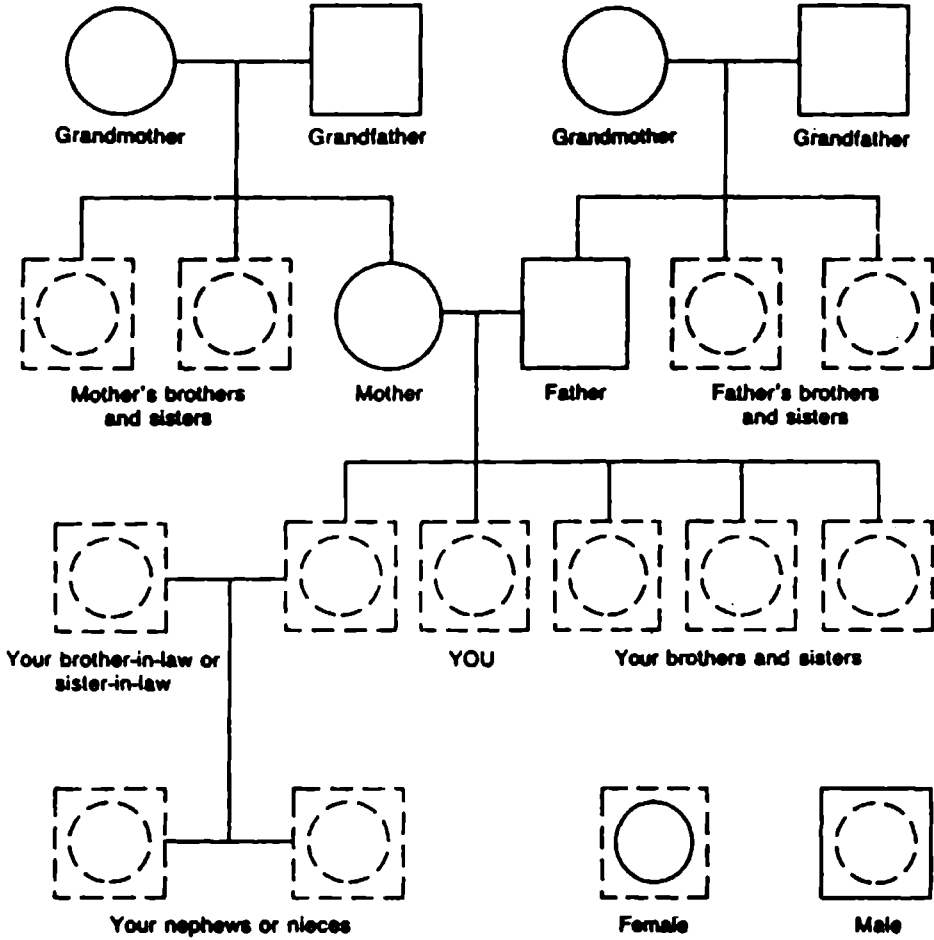 Grandmother
Grandfather
Grandmother
Grandfather
Mother's brothers
and sisters
Mother
Father
Father's brothers
and sisters
Your brother-in-law or
sister-in-law
YOU
Your brothers and sisters
Your nephews or nieces
Female
Male